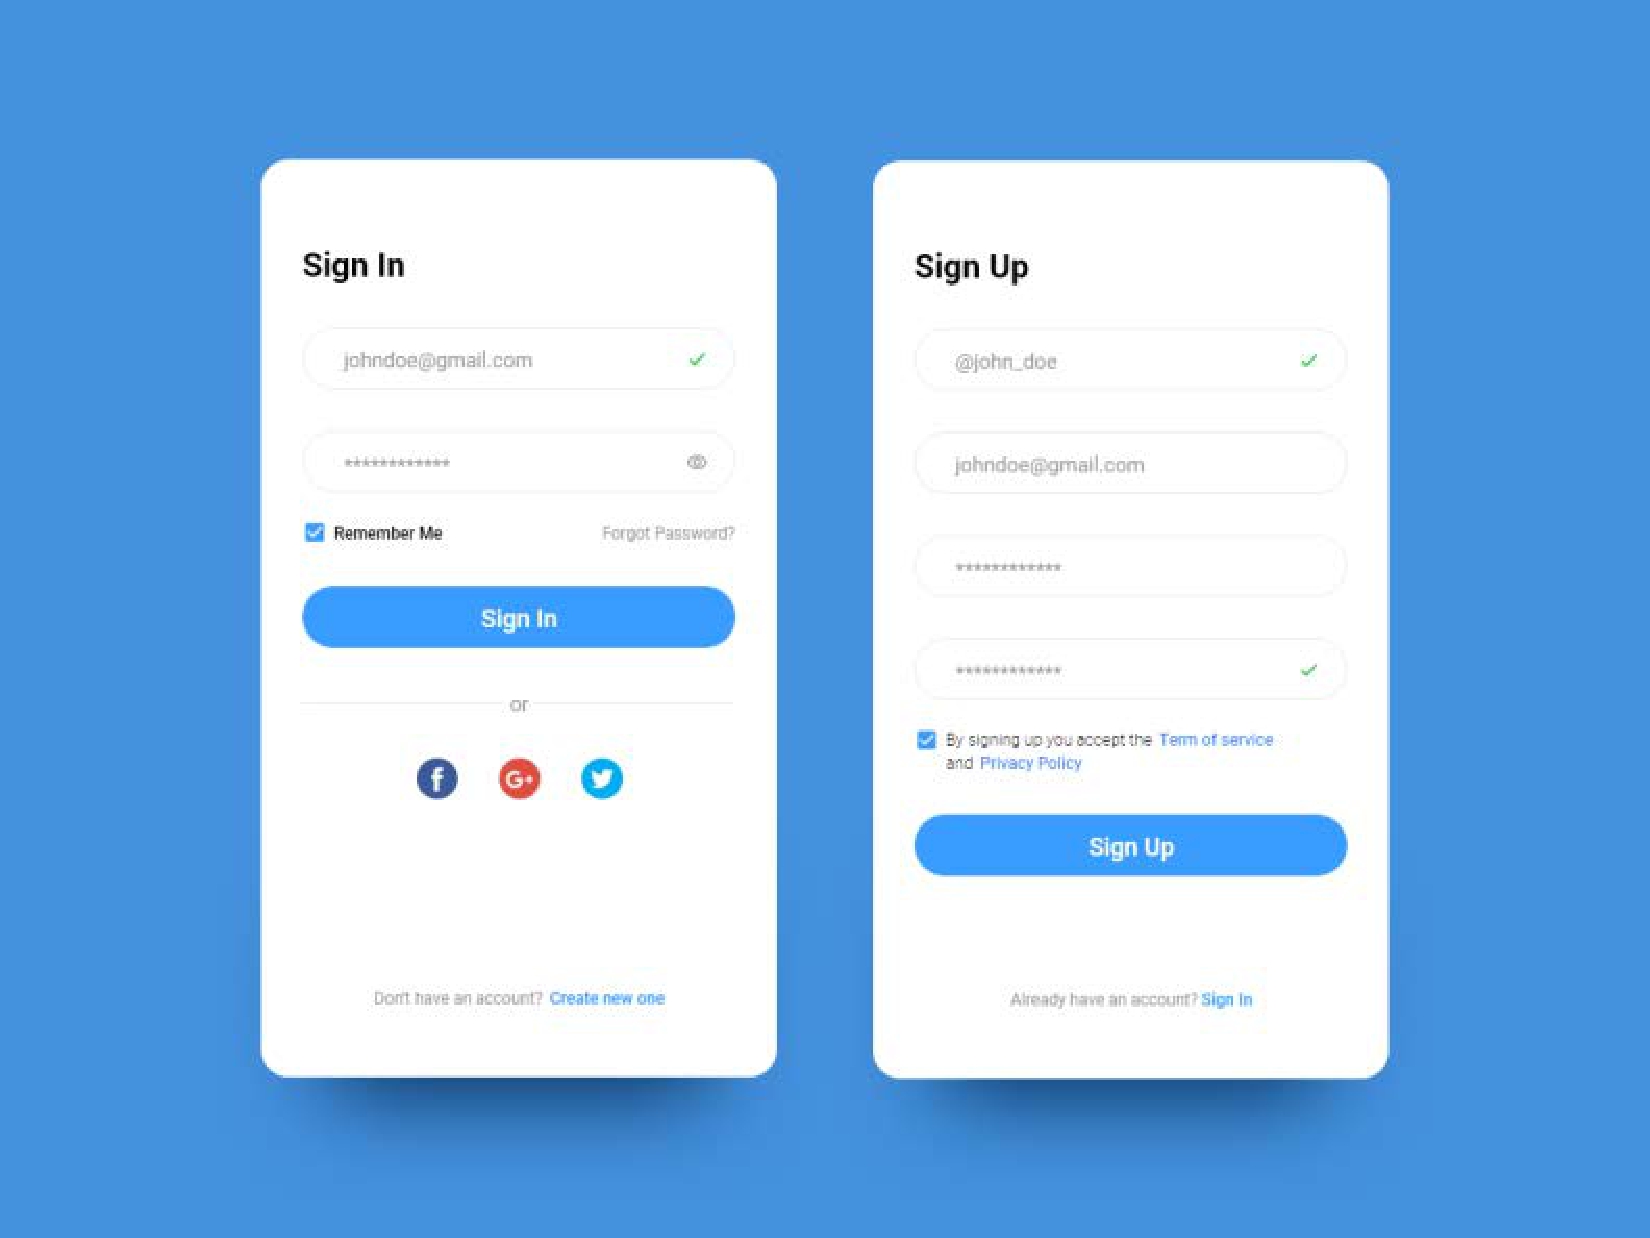 Sign In
johndoe@gmail.com
************
Remember Me
Forgot Password?
Sign In
or
f
G+
Don't have an account? Create new one
Sign Up
@john_doe
johndoe@gmail.com
************
************
By signing up you accept the Term of service
and Privacy Policy
Sign Up
Already have an account? Sign In